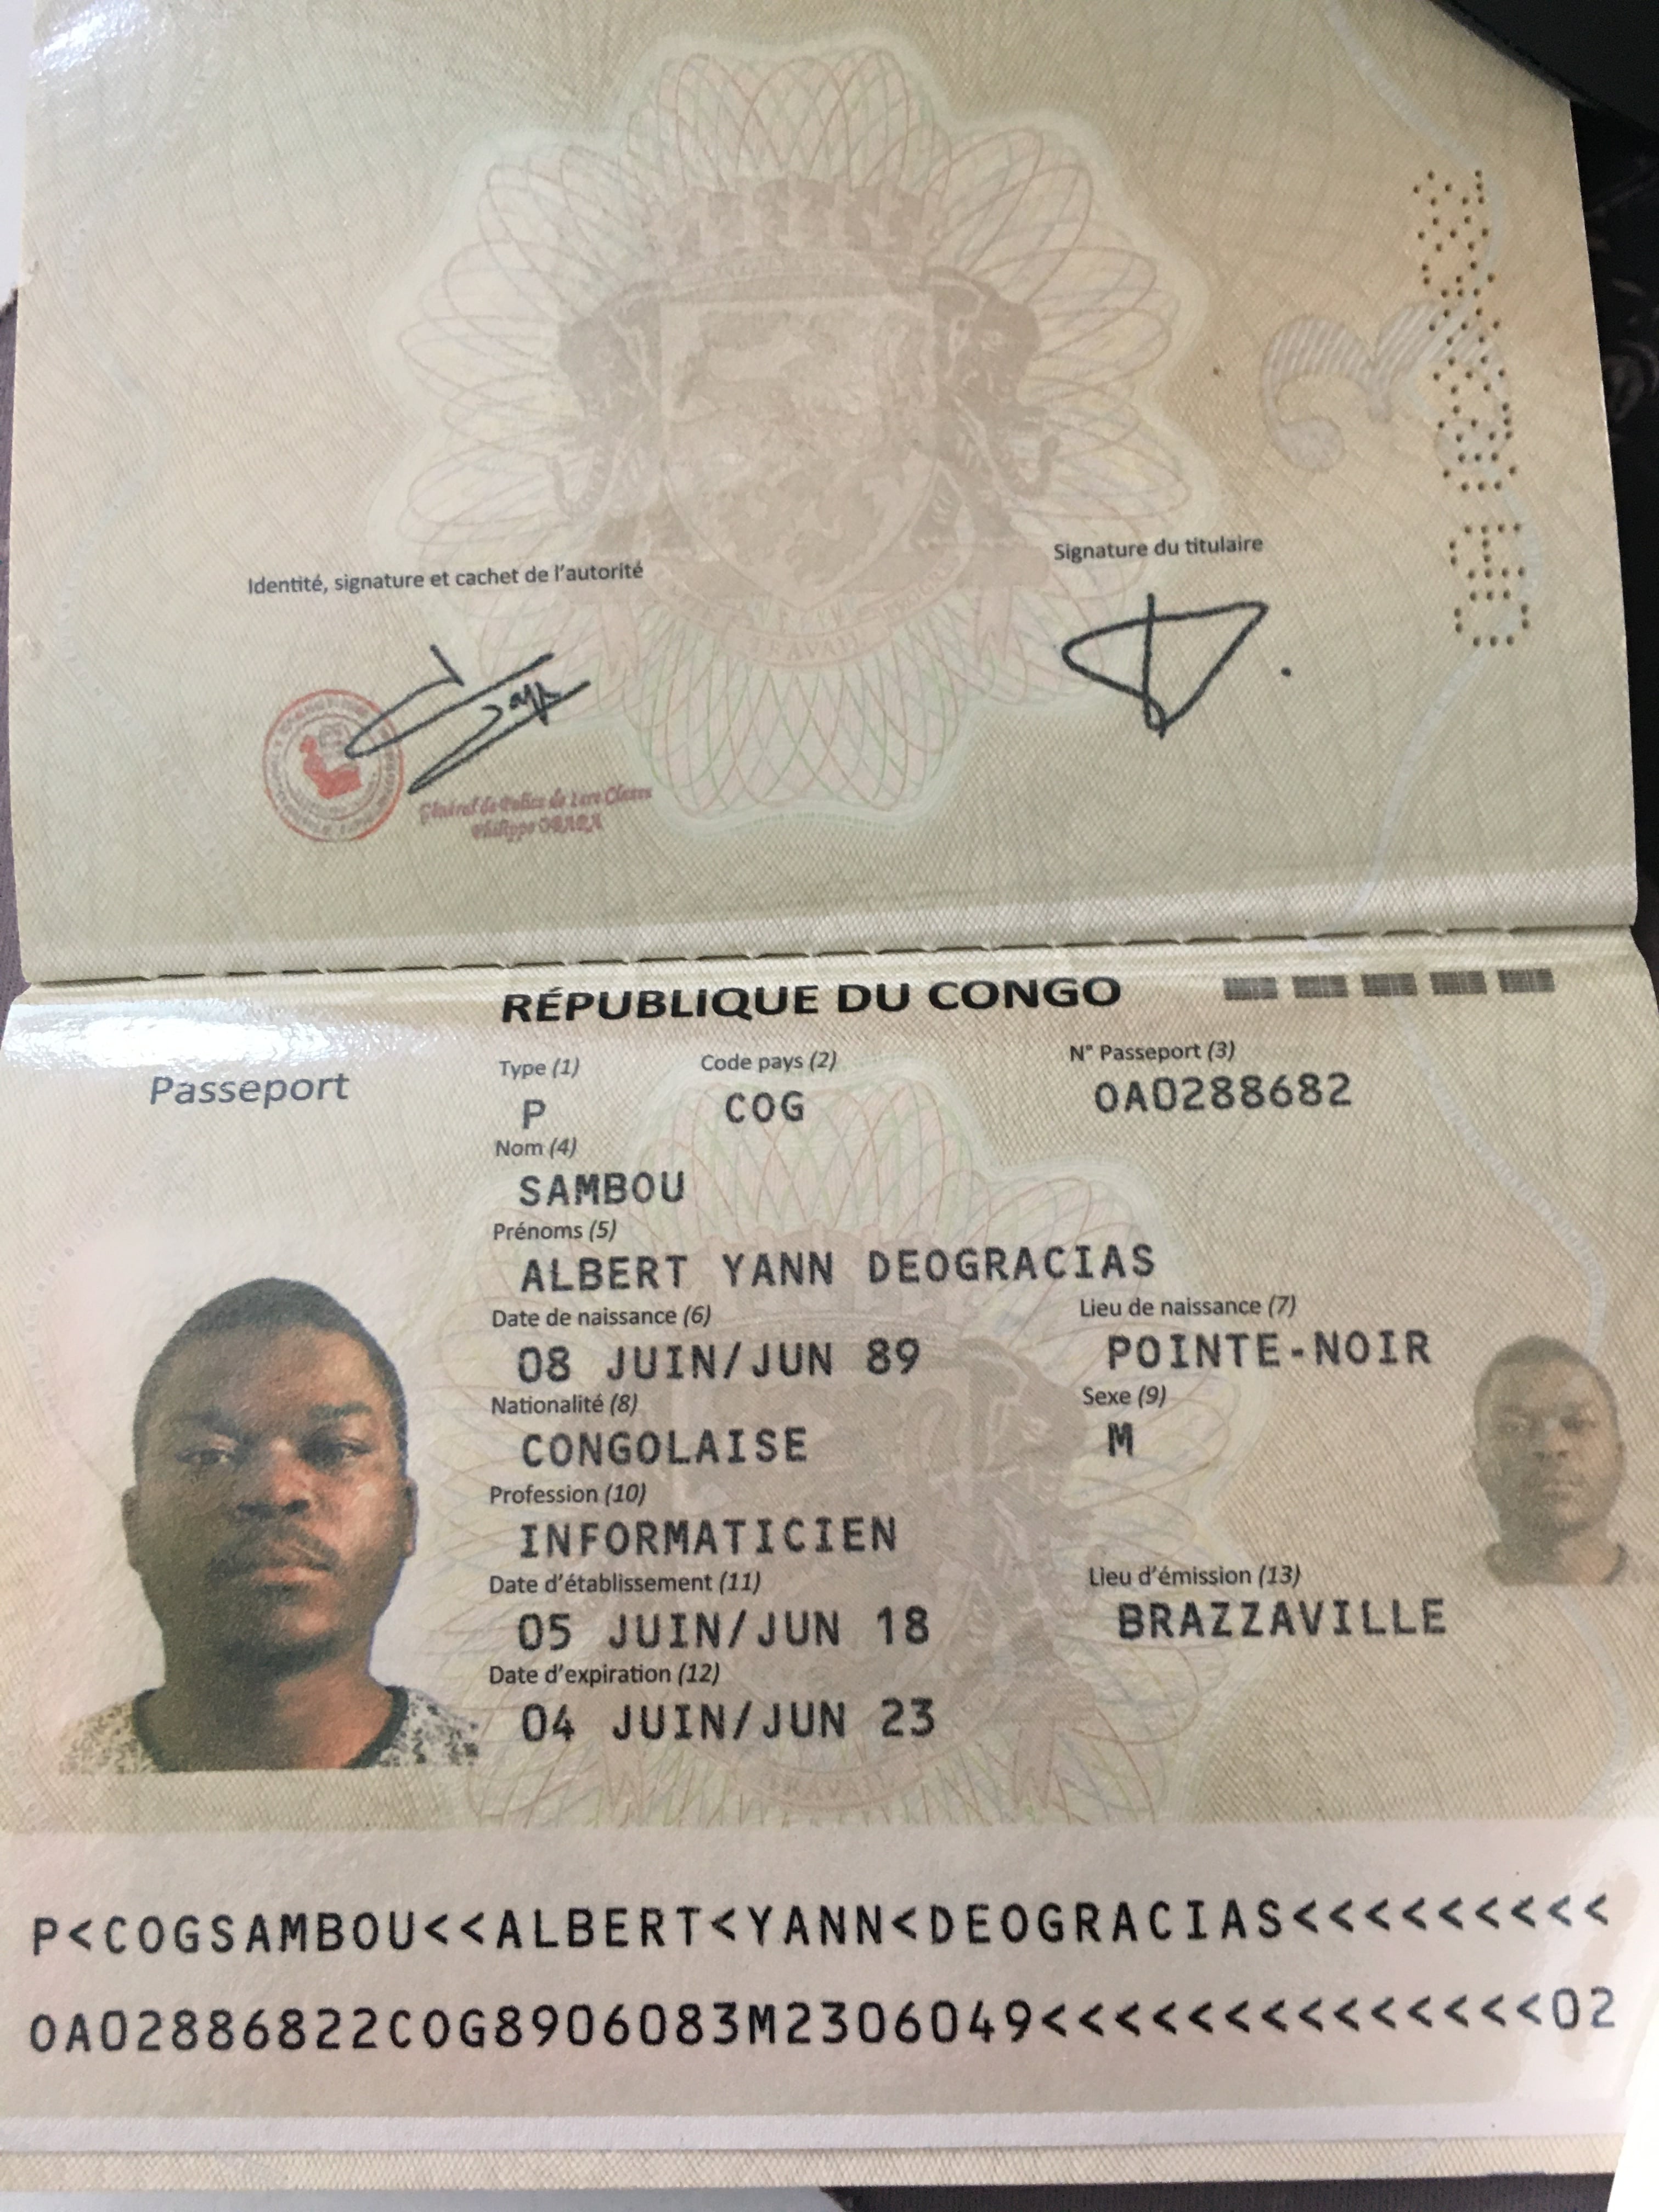 Signature du titulaire
Identité, signature et cachet de l'autorité
Général de Police de 1ere Classe
Philippe OBARA
RÉPUBLIQUE DU CONGO
Passeport
Type (1) Code pays (2) N° Passeport (3)
P COG 0A0288682
Nom (4)
SAMBOU
Prénoms (5)
ALBERT YANN DEOGRACIAS
Date de naissance (6) Lieu de naissance (7)
08 JUIN/JUN 89 POINTE-NOIR
Nationalité (8) Sexe (9)
CONGOLAISE M
Profession (10)
INFORMATICIEN
Date d'établissement (11) Lieu d'émission (13)
05 JUIN/JUN 18 BRAZZAVILLE
Date d'expiration (12)
04 JUIN/JUN 23
TRAVAIL
P<COGSAMBOU<<ALBERT<YANN<DEOGRACIAS<<<<<<<<<
0A02886822COG8906083M2306049<<<<<<<<<<<<<<02